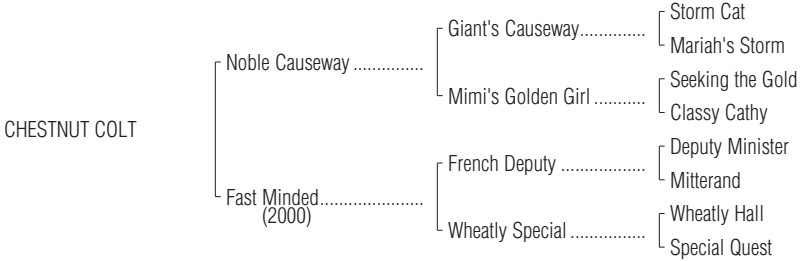 Storm Cat
Giant's Causeway..............
Mariah's Storm
Noble Causeway ...............
Seeking the Gold
Mimi's Golden Girl ...........
Classy Cathy
CHESTNUT COLT
Deputy Minister
French Deputy ..................
Mitterand
Fast Minded......................
(2000)
Wheatly Hall
Wheatly Special ................
Special Quest